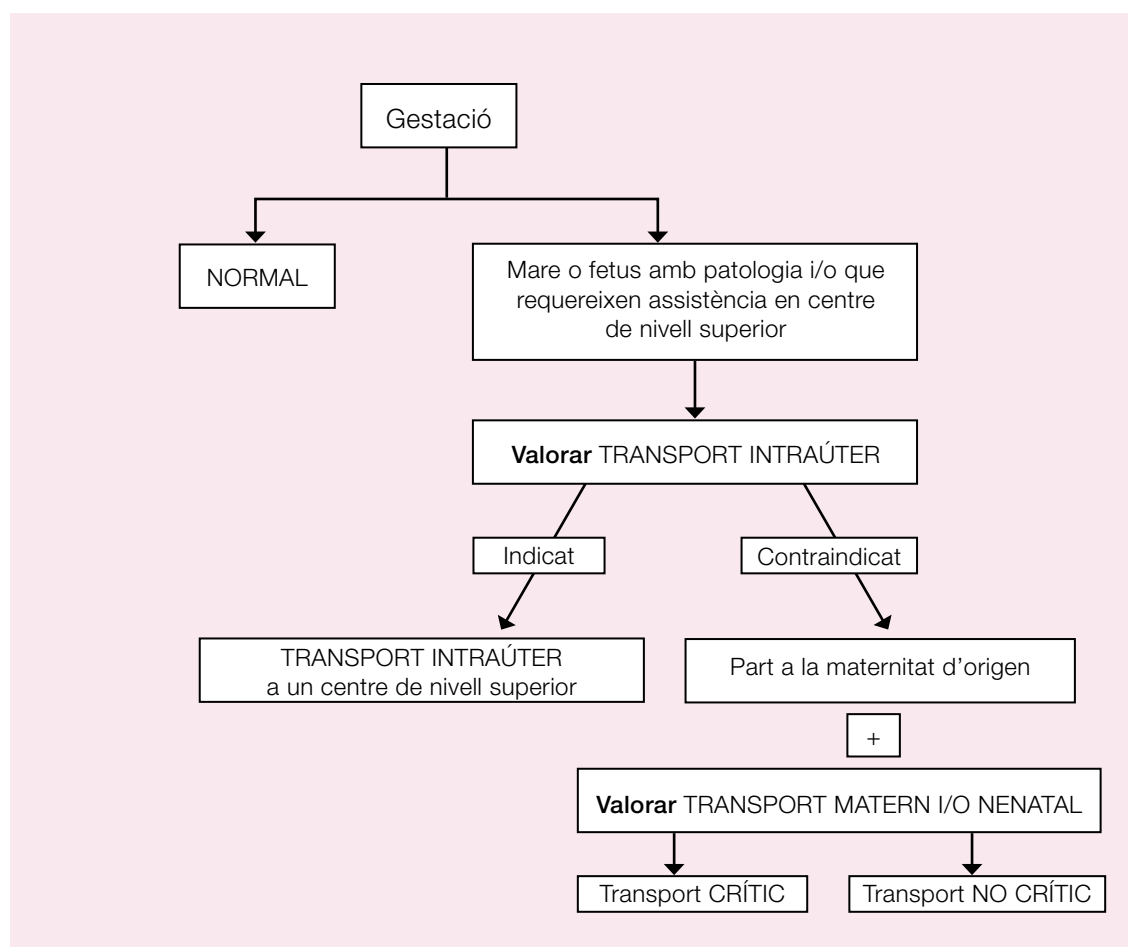 Gestació
NORMAL
Mare o fetus amb patologia i/o que
requereixen assistència en centre
de nivell superior
Valorar TRANSPORT INTRAÚTER
Indicat
Contraindicat
TRANSPORT INTRAÚTER
a un centre de nivell superior
Part a la maternitat d’origen
+
Valorar TRANSPORT MATERN I/O NENATAL
Transport CRÍTIC
Transport NO CRÍTIC